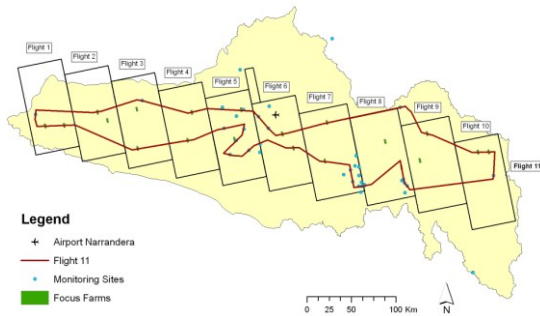 Flight 1
Flight 2
Flight 3
Flight 4
Flight 5
Flight 6
Flight 7
Flight 8
Flight 9
Flight 10
Flight 11
Legend
Airport Narrandera
Flight 11
Monitoring Sites
Focus Farms
0 25 50 100 Km
N